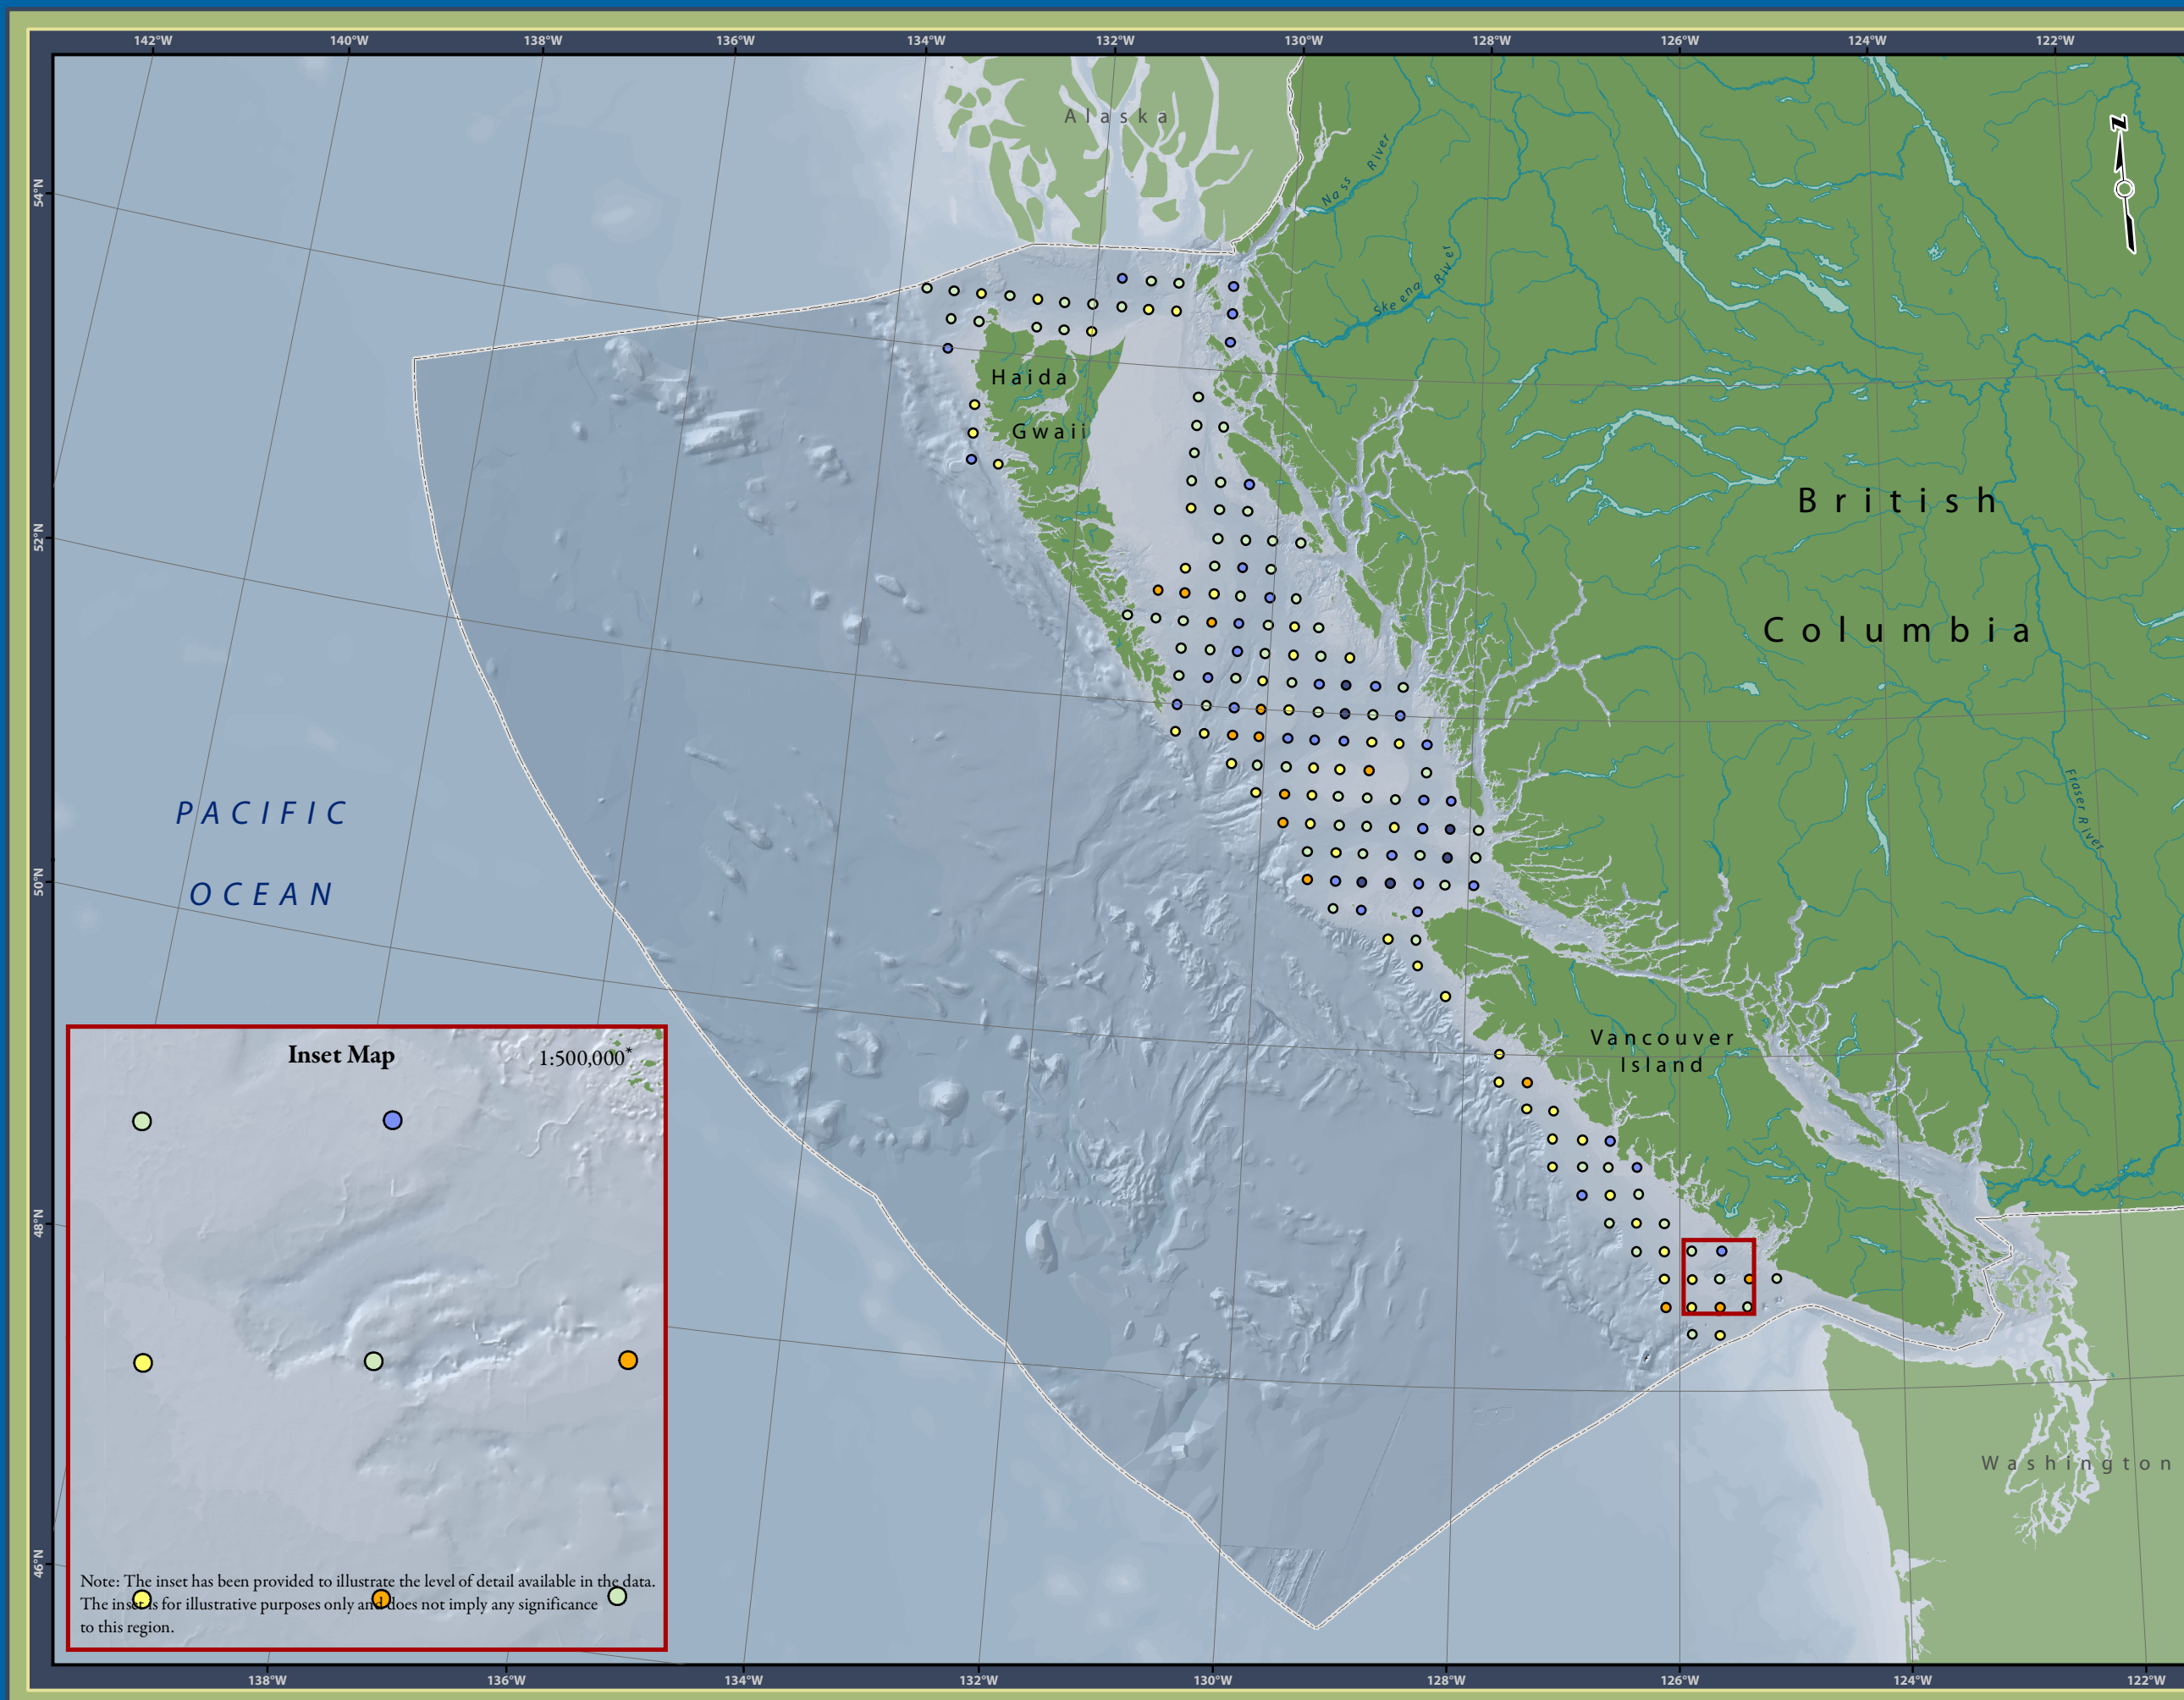 142°W 140°W 138°W 136°W 134°W 132°W 130°W 128°W 126°W 124°W 122°W
Alaska
N
54°N
Nass River
Skeena River
Haida
Gwaii
British
52°N
Columbia
PACIFIC
Fraser River
OCEAN
50°N
Vancouver
Island
Inset Map 1:500,000*
48°N
Washington
46°N
Note: The inset has been provided to illustrate the level of detail available in the data.
The inset is for illustrative purposes only and does not imply any significance
to this region.
138°W 136°W 134°W 132°W 130°W 128°W 126°W 124°W 122°W